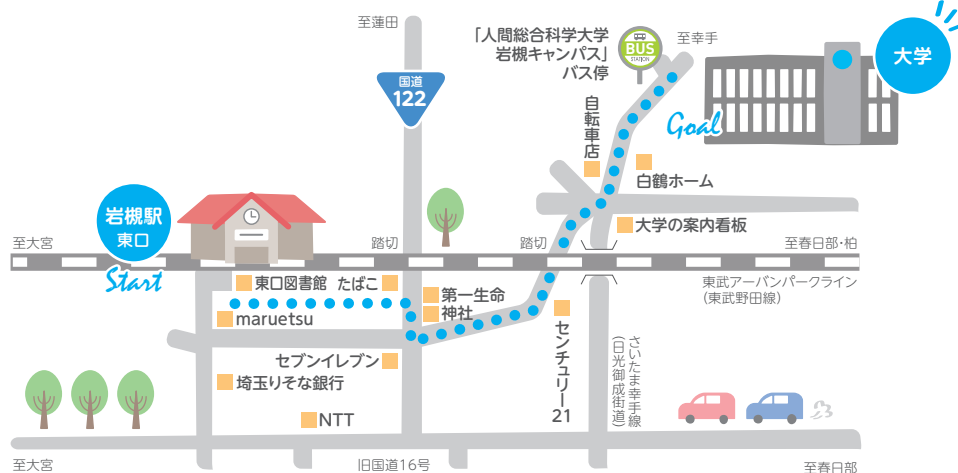 至蓮田
国道
122
「人間総合科学大学
岩槻キャンパス」
バス停
BUS
STATION
至幸手
大学
Goal
自転車店
白鶴ホーム
岩槻駅
東口
Start
大学の案内看板
至大宮
踏切
踏切
至春日部・柏
東武アーバンパークライン
（東武野田線）
東口図書館
たばこ
第一生命
神社
maruetsu
セブンイレブン
埼玉りそな銀行
NTT
センチュリー21
さいたま幸手線
（日光御成街道）
至大宮
旧国道16号
至春日部